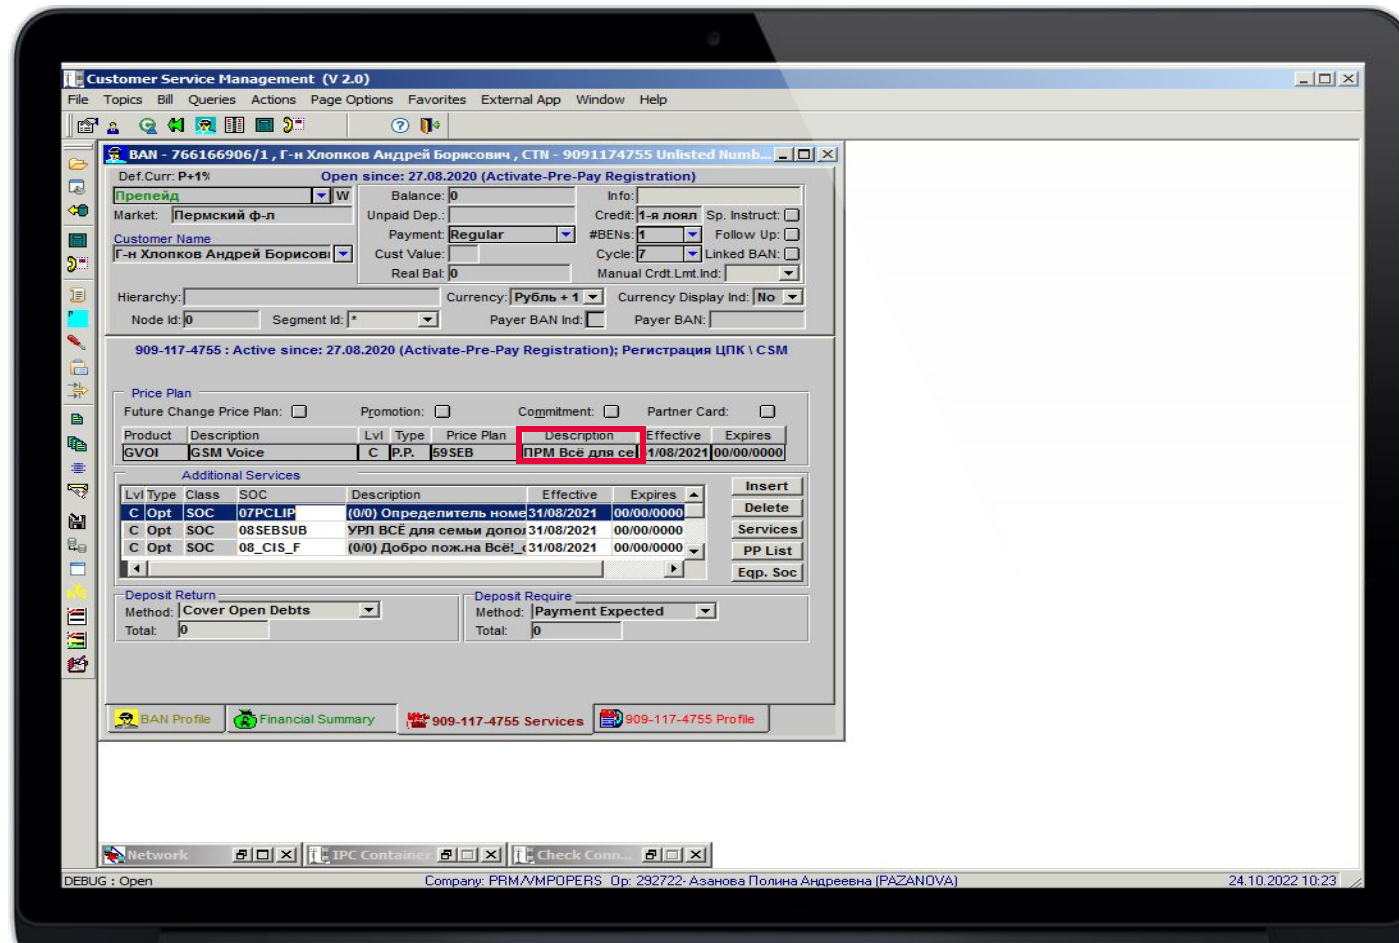 Customer Service Management (V 2.0)
File Topics Bill Queries Actions Page Options Favorites External App Window Help
BAN - 766166906/1 , Г-н Хлопков Андрей Борисович , CTN - 9091174755 Unlisted Numb...
Def.Curr: P+1% Open since: 27.08.2020 (Activate-Pre-Pay Registration)
Препейд W Balance: 0 Info:
Market: Пермский ф-л Unpaid Dep.: Credit: 1-я лоял Sp. Instruct:
Payment: Regular #BENs: 1 Follow Up:
Customer Name
Г-н Хлопков Андрей Борисови Cust Value: Cycle: 7 Linked BAN:
Real Bal: 0 Manual Crdt.Lmt.Ind:
Hierarchy: Currency: Рубль + 1 Currency Display Ind: No
Node Id: 0 Segment Id: * Payer BAN Ind: Payer BAN:
909-117-4755 : Active since: 27.08.2020 (Activate-Pre-Pay Registration); Регистрация ЦПК \ CSM
Price Plan
Future Change Price Plan: Promotion: Commitment: Partner Card:
Product Description Lvl Type Price Plan Description Effective Expires
GVOI GSM Voice C P.P. 59SEB ПРМ Всё для се 31/08/2021 00/00/0000
Additional Services
Lvl Type Class SOC Description Effective Expires
C Opt SOC 07PCLIP (0/0) Определитель номе 31/08/2021 00/00/0000
C Opt SOC 08SEBSUB УРЛ ВСЁ для семьи допол 31/08/2021 00/00/0000
C Opt SOC 08_CIS_F (0/0) Добро пож.на Всё!_с 31/08/2021 00/00/0000
Insert
Delete
Services
PP List
Eqp. Soc
Deposit Return Deposit Require
Method: Cover Open Debts Method: Payment Expected
Total: 0 Total: 0
BAN Profile Financial Summary 909-117-4755 Services 909-117-4755 Profile
Network IPC Container Check Conn...
DEBUG : Open Company: PRM/VMPOPERS Op: 292722- Азанова Полина Андреевна (PAZANOVA) 24.10.2022 10:23